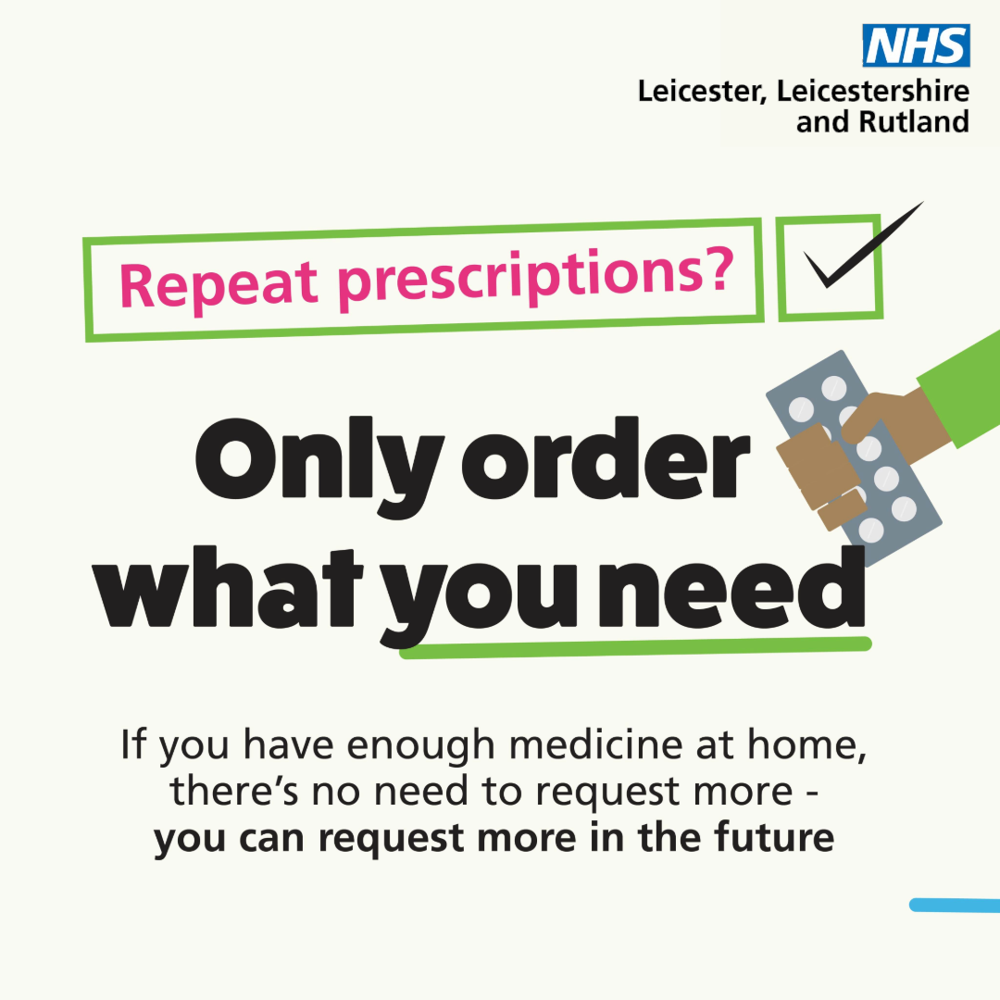 NHS
Leicester, Leicestershire
and Rutland
Repeat prescriptions?
Only order
what you need
If you have enough medicine at home,
there's no need to request more -
you can request more in the future